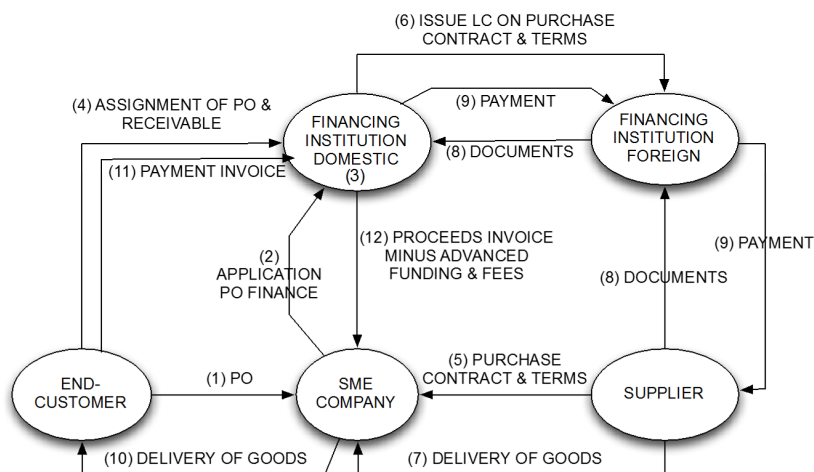 (6) ISSUE LC ON PURCHASE
CONTRACT & TERMS
(4) ASSIGNMENT OF PO &
RECEIVABLE
(9) PAYMENT
FINANCING
INSTITUTION
DOMESTIC
(3)
FINANCING
INSTITUTION
FOREIGN
(8) DOCUMENTS
(11) PAYMENT INVOICE
(2)
APPLICATION
PO FINANCE
(12) PROCEEDS INVOICE
MINUS ADVANCED
FUNDING & FEES
(9) PAYMENT
(8) DOCUMENTS
(5) PURCHASE
CONTRACT & TERMS
END-
CUSTOMER
(1) PO
SME
COMPANY
SUPPLIER
(10) DELIVERY OF GOODS
(7) DELIVERY OF GOODS